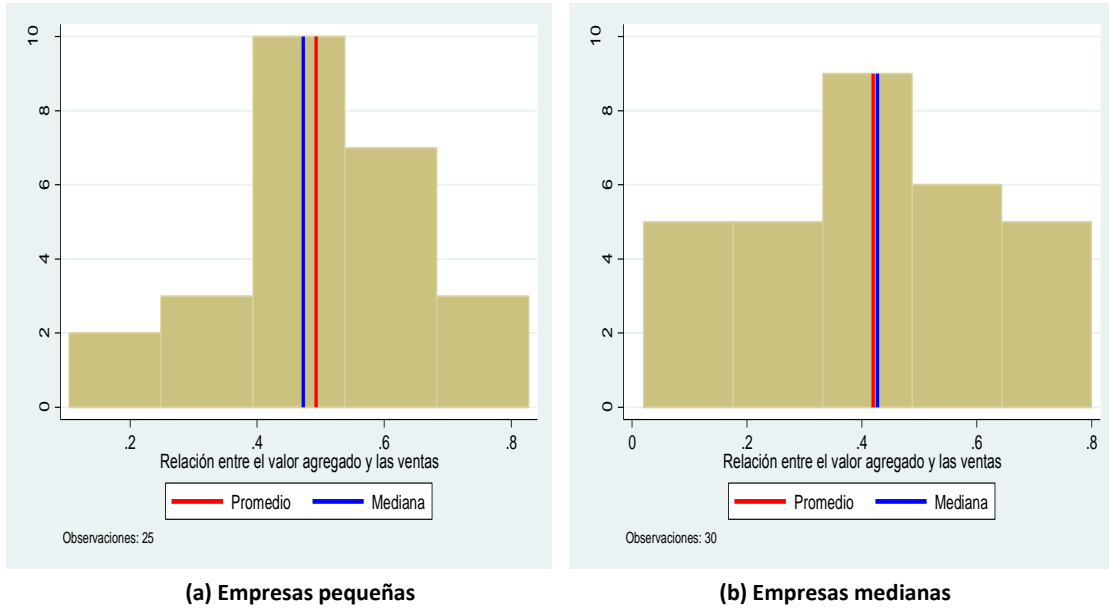 10
8
6
4
2
0
.2 .4 .6 .8
Relación entre el valor agregado y las ventas
Promedio Mediana
Observaciones: 25
(a) Empresas pequeñas
10
8
6
4
2
0
0 .2 .4 .6 .8
Relación entre el valor agregado y las ventas
Promedio Mediana
Observaciones: 30
(b) Empresas medianas